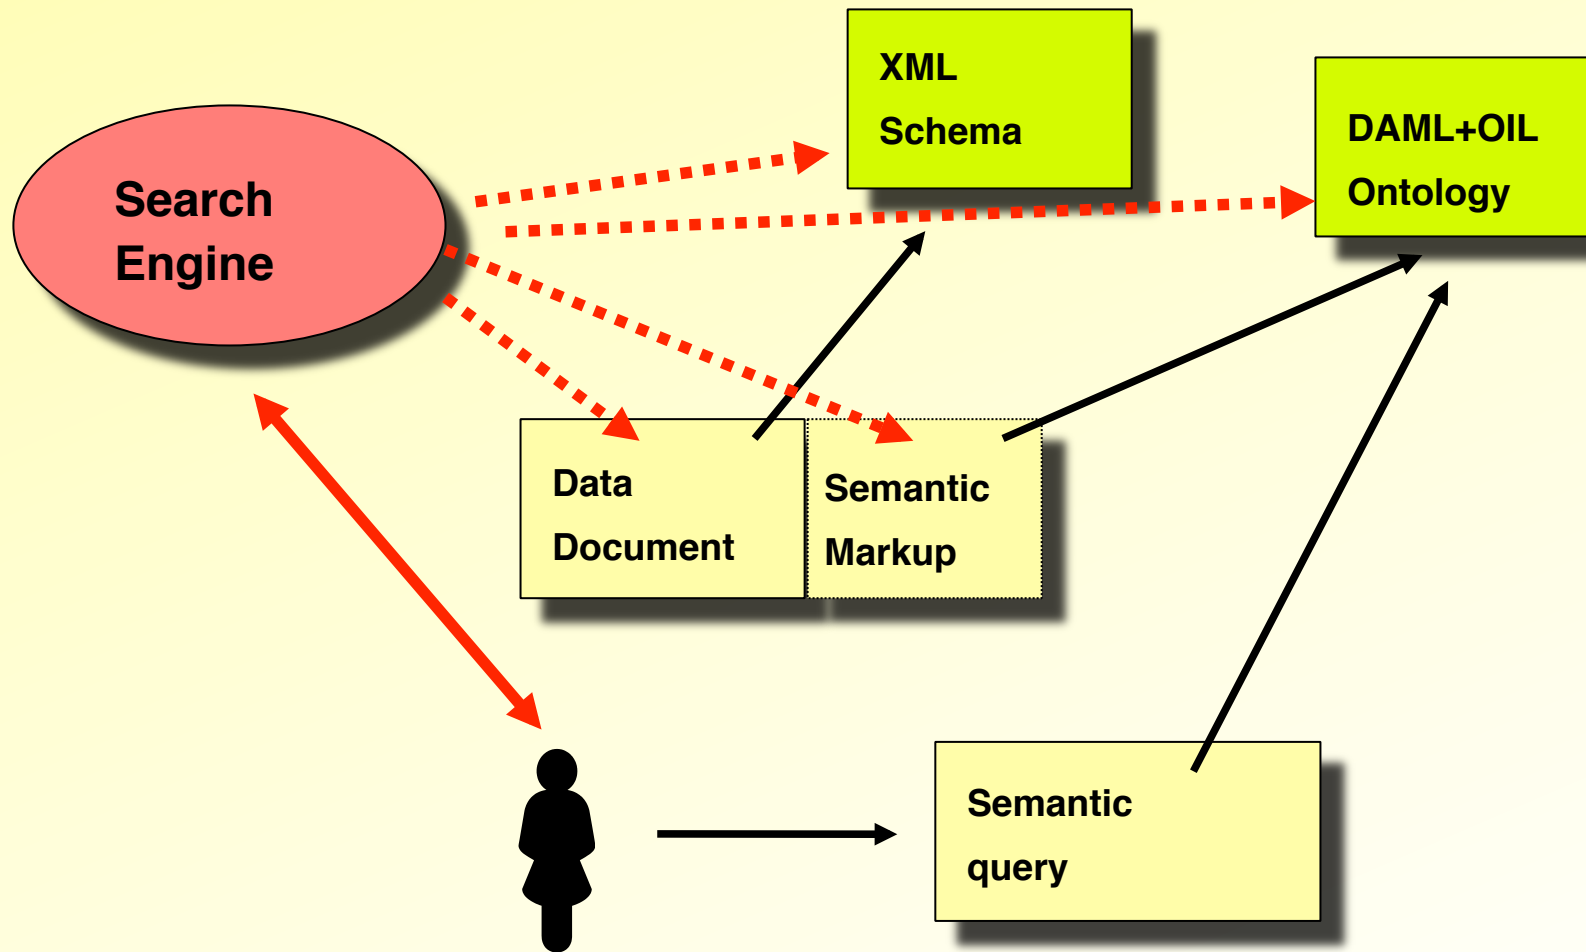 XML
Schema
DAML+OIL
Ontology
Search
Engine
Data
Document
Semantic
Markup
Semantic
query